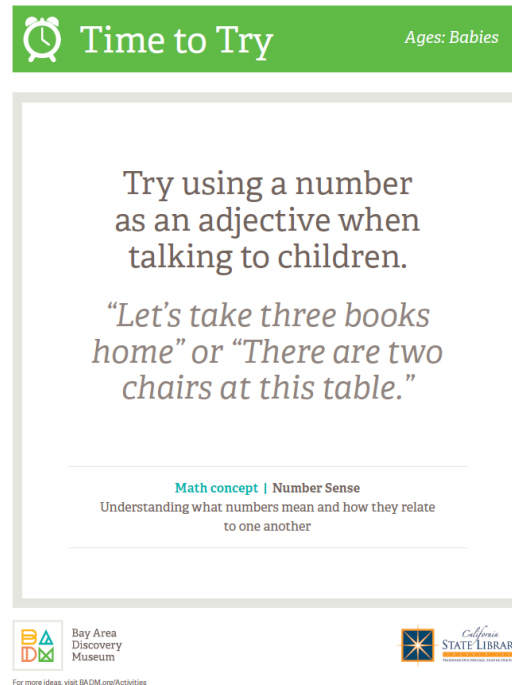 Time to Try
Ages: Babies
Try using a number
as an adjective when
talking to children.
“Let’s take three books
home” or “There are two
chairs at this table.”
Math concept | Number Sense
Understanding what numbers mean and how they relate
to one another
BADM
Bay Area
Discovery
Museum
California
STATE LIBRAR
For more ideas, visit BADM.org/Activities